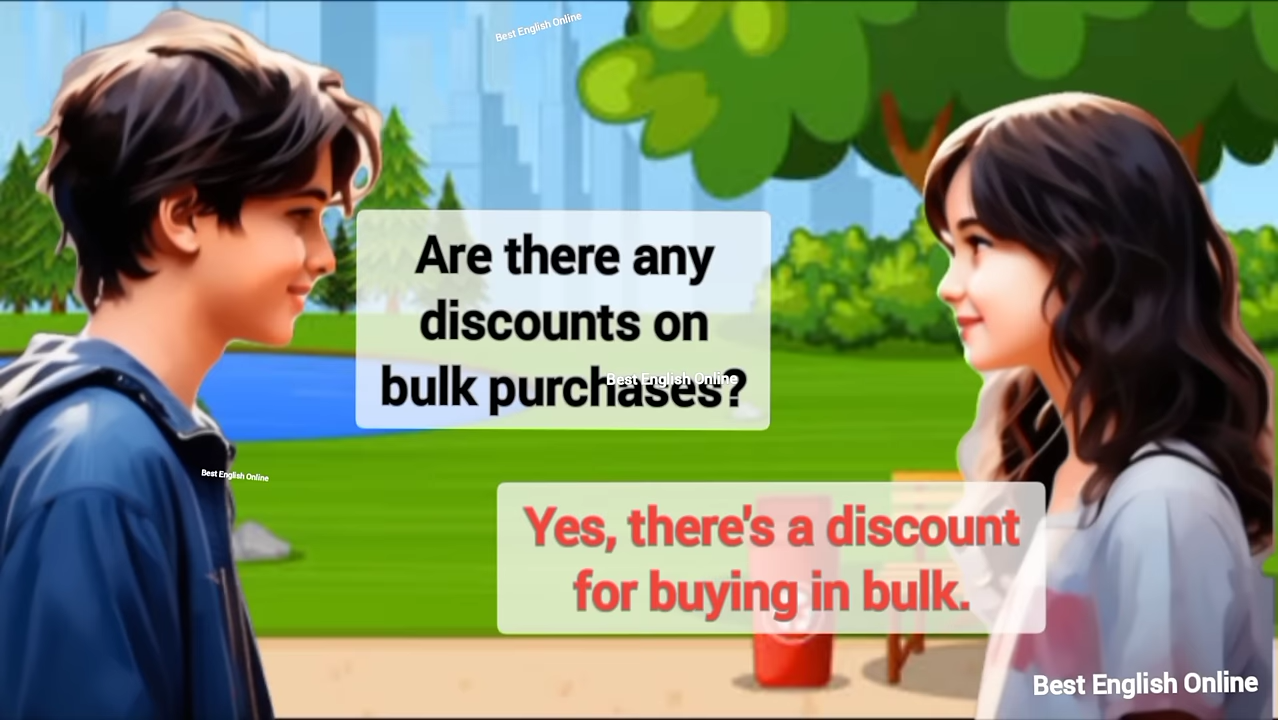 Best English Online
Are there any
discounts on
bulk purchases?
Best English Online
Best English Online
Yes, there's a discount
for buying in bulk.
Best English Online